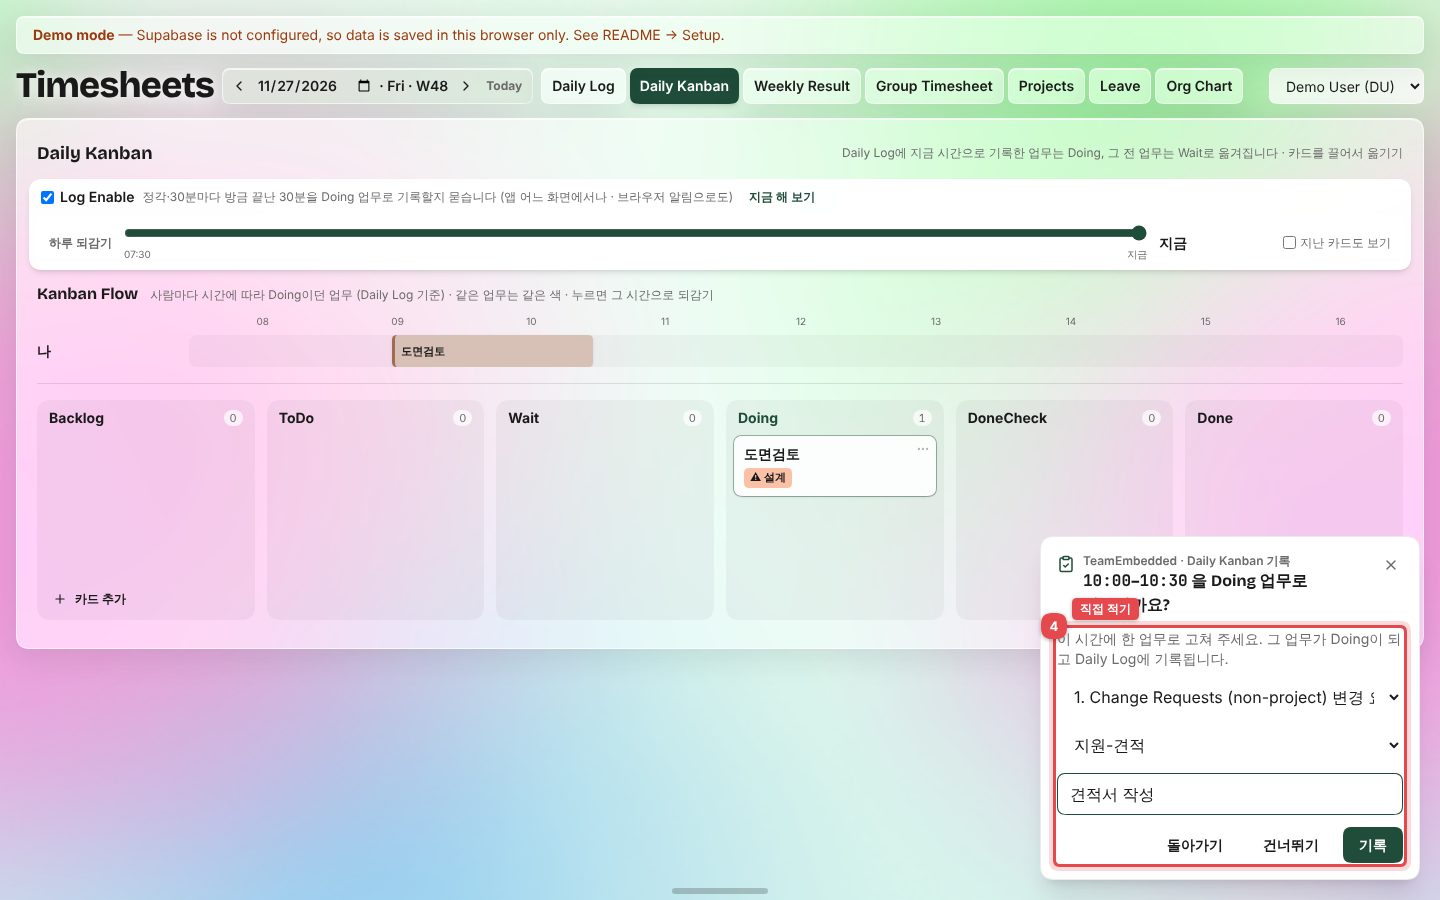 Demo mode — Supabase is not configured, so data is saved in this browser only. See README → Setup.
Timesheets
11/27/2026 · Fri · W48 Today
Daily Log
Daily Kanban
Weekly Result
Group Timesheet
Projects
Leave
Org Chart
Demo User (DU)
Daily Kanban
Daily Log에 지금 시간으로 기록한 업무는 Doing, 그 전 업무는 Wait로 옮겨집니다 · 카드를 끌어서 옮기기
Log Enable 정각·30분마다 방금 끝난 30분을 Doing 업무로 기록할지 묻습니다 (앱 어느 화면에서나 · 브라우저 알림으로도) 지금 해 보기
하루 되감기
07:30
지금
지금
지난 카드도 보기
Kanban Flow 사람마다 시간에 따라 Doing이던 업무 (Daily Log 기준) · 같은 업무는 같은 색 · 누르면 그 시간으로 되감기
08 09 10 11 12 13 14 15 16
나
도면검토
Backlog 0
ToDo 0
Wait 0
Doing 1
DoneCheck 0
Done 0
도면검토 ...
설계
카드 추가
TeamEmbedded · Daily Kanban 기록
10:00–10:30 을 Doing 업무로
까요?
직접 적기
4
이 시간에 한 업무로 고쳐 주세요. 그 업무가 Doing이 되
고 Daily Log에 기록됩니다.
1. Change Requests (non-project) 변경
지원-견적
견적서 작성
돌아가기
건너뛰기
기록